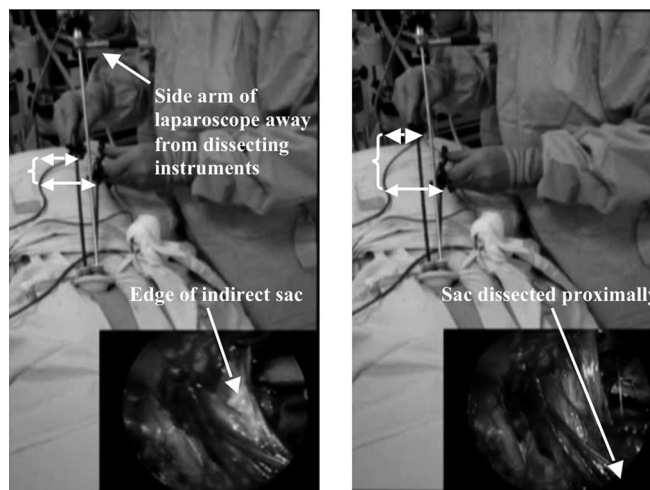 Side arm of
laparoscope away
from dissecting
instruments
Edge of indirect sac
Sac dissected proximally